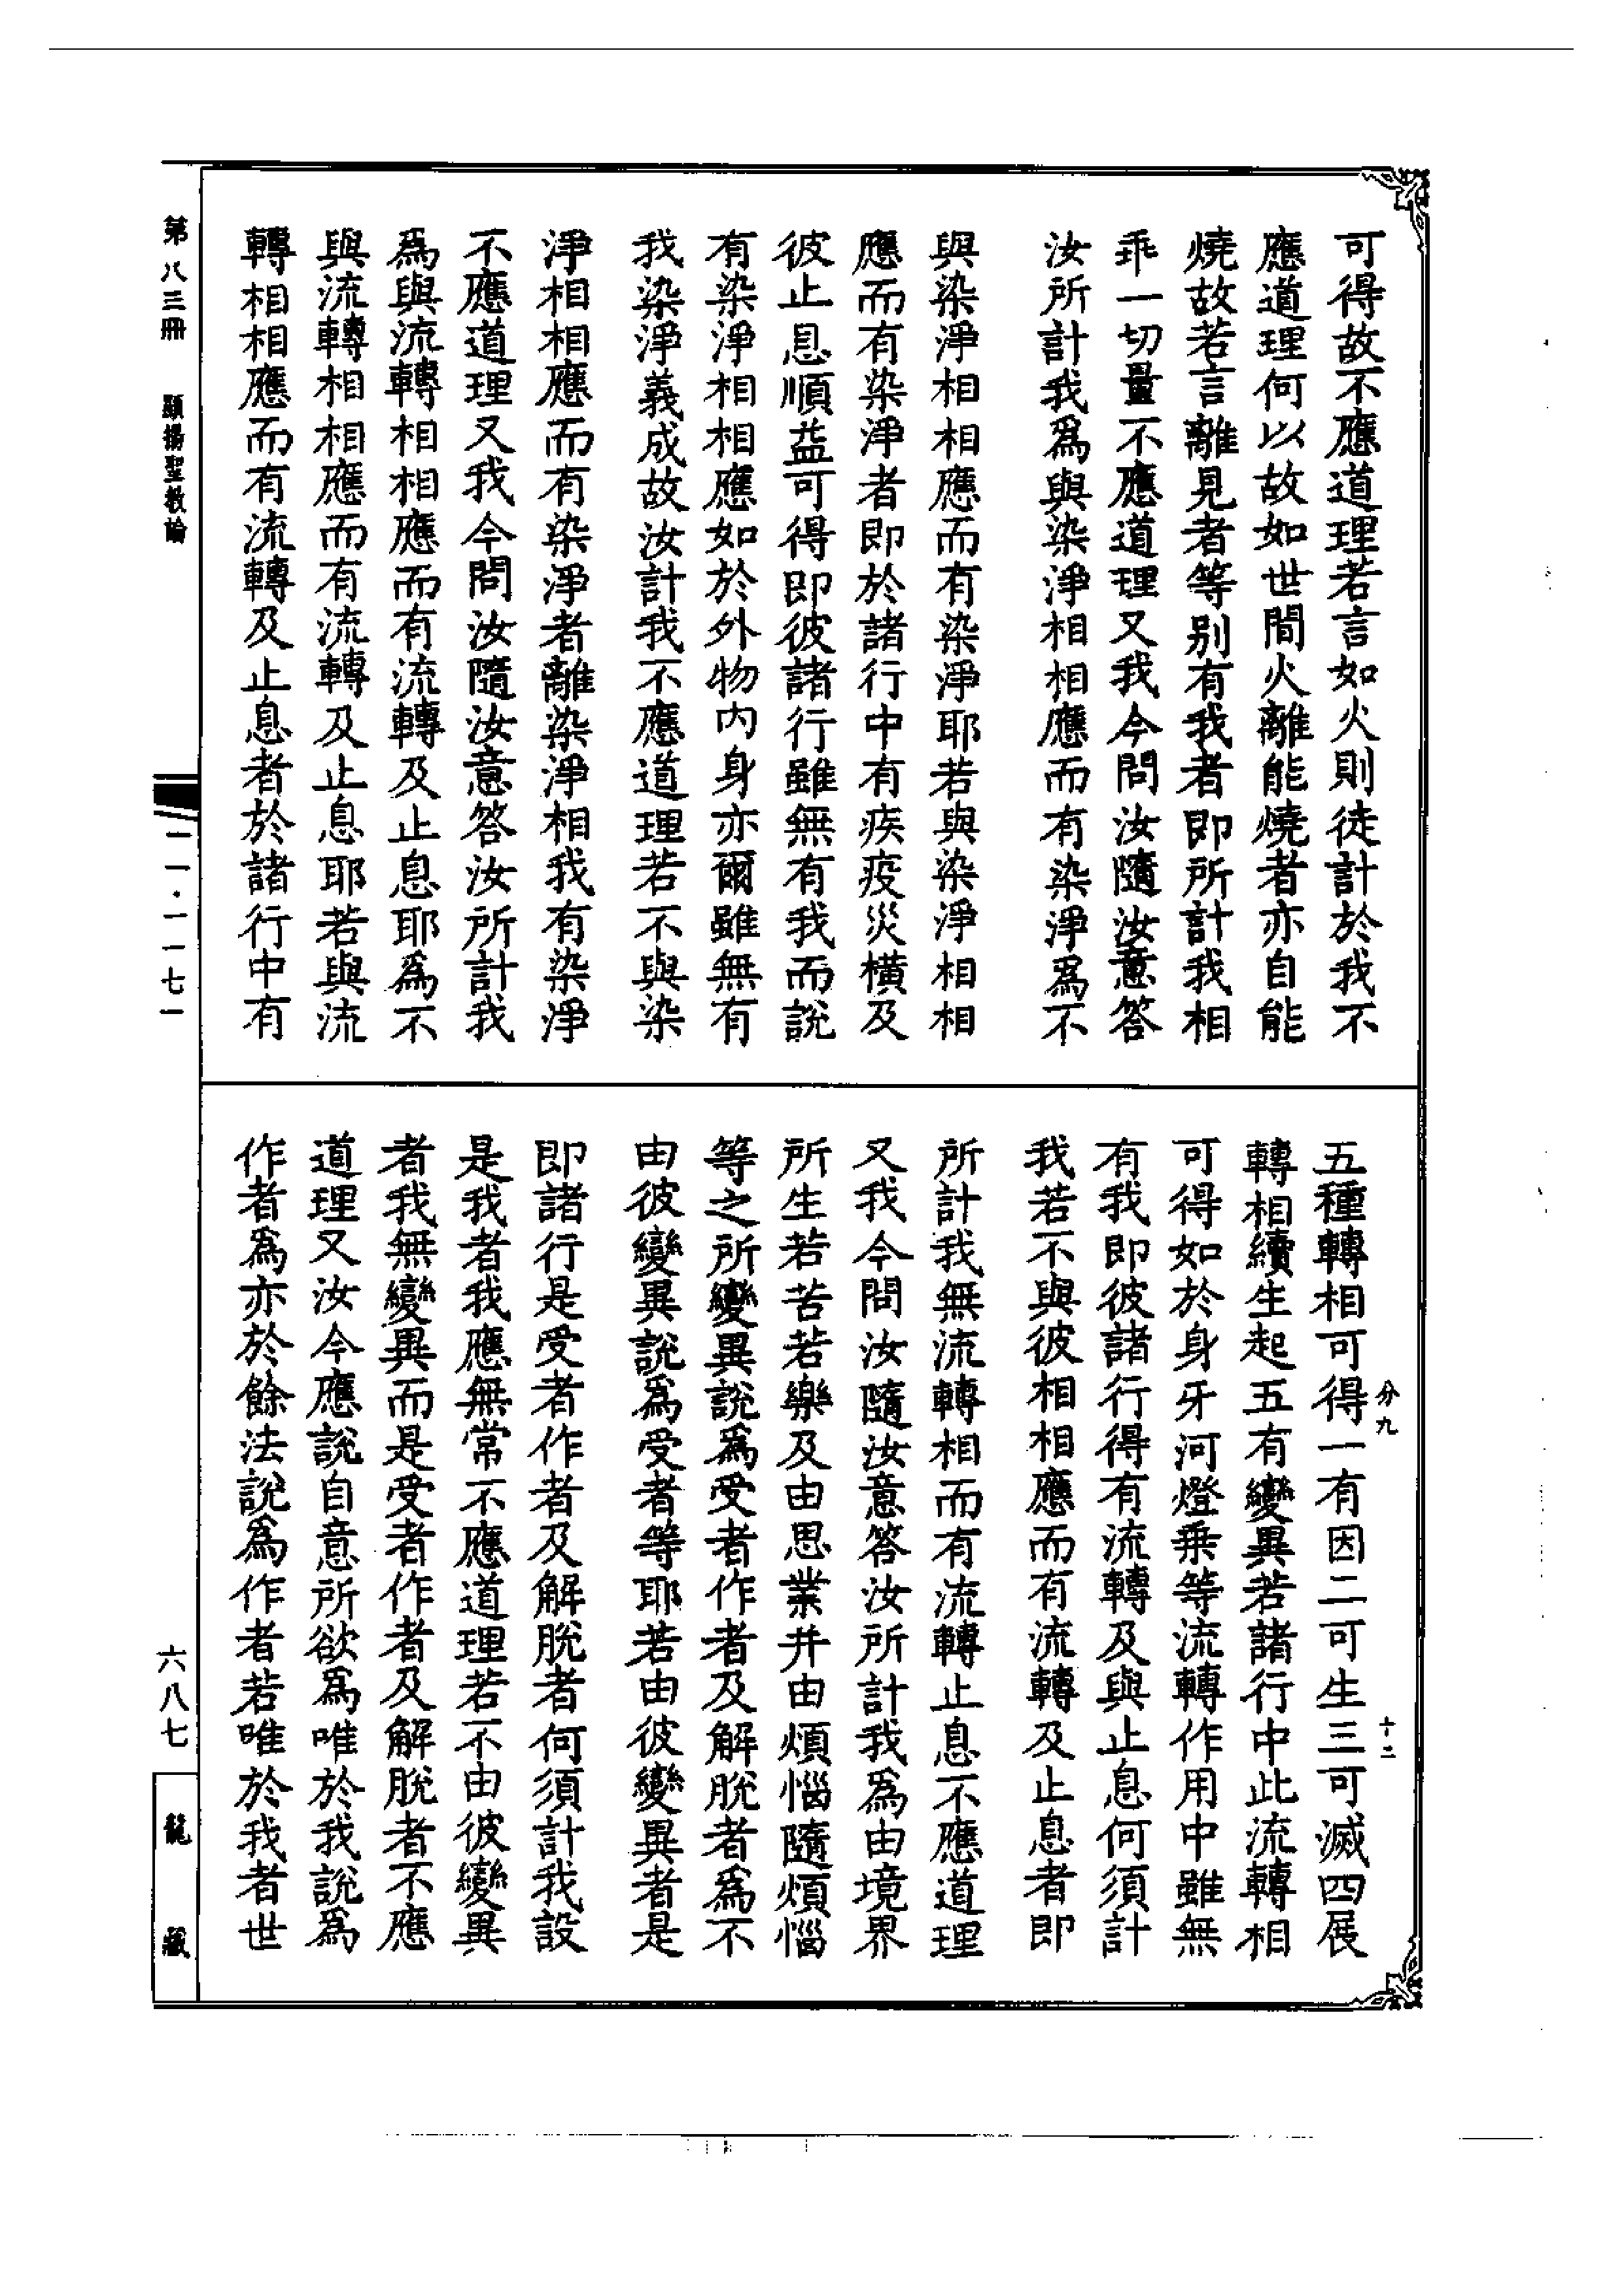 可得故不應道理若言如火則徒計於我不
應道理何以故如世間火離能燒者亦自能
燒故若言離見者等别有我者即所計我相
乖一切量不應道理又我今問汝隨汝意答
汝所計我為與染淨相相應而有染淨為不
與染淨相相應而有染淨耶若與染淨相相
應而有染淨者即於諸行中有疾疫災橫及
彼止息順益可得即彼諸行雖無有我而說
有染淨相相應如於外物内身亦爾雖無有
我染淨義成故汝計我不應道理若不與染
淨相相應而有染淨者離染淨相我有染淨
不應道理又我今問汝隨汝意答汝所計我
為與流轉相相應而有流轉及止息耶為不
與流轉相相應而有流轉及止息耶若與流
轉相相應而有流轉及止息者於諸行中有
五種轉相可得一有因二可生三可滅四展
轉相續生起五有變異若諸行中此流轉相
可得如於身牙河燈乗等流轉作用中雖無
有我即彼諸行得有流轉及與止息何須計
我若不與彼相相應而有流轉及止息者即
所計我無流轉相而有流轉止息不應道理
又我今問汝隨汝意答汝所計我為由境界
所生若苦若樂及由思業并由煩惱隨煩惱
等之所變異說為受者作者及解脫者為不
由彼變異說為受者等耶若由彼變異者是
即諸行是受者作者及解脫者何須計我設
是我者我應無常不應道理若不由彼變異
者我無變異而是受者作者及解脫者不應
道理又汝今應說自意所欲為唯於我說為
作者為亦於餘法說為作者若唯於我者世
分九
十二
第八三冊 顯揚聖教論
二一·一一七一
六八七
龍藏